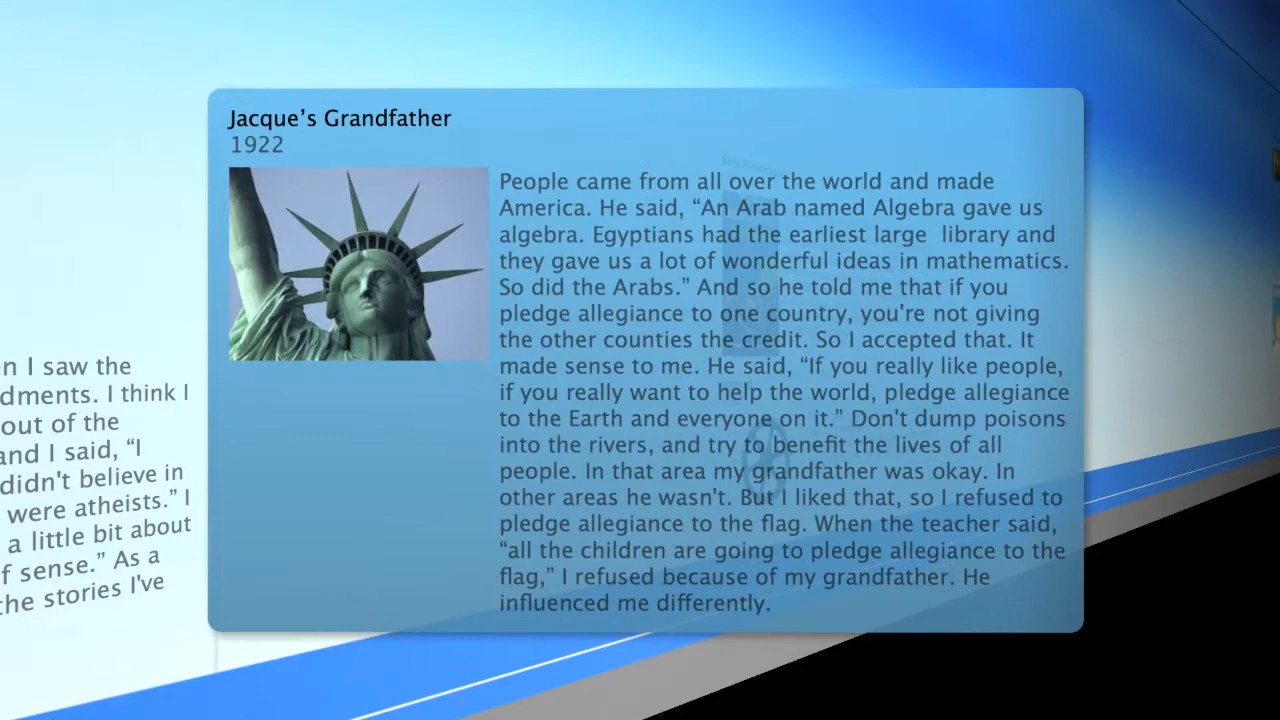 Jacque’s Grandfather
1922
People came from all over the world and made
America. He said, “An Arab named Algebra gave us
algebra. Egyptians had the earliest large  library and
they gave us a lot of wonderful ideas in mathematics.
So did the Arabs.” And so he told me that if you
pledge allegiance to one country, you're not giving
the other counties the credit. So I accepted that. It
made sense to me. He said, “If you really like people,
if you really want to help the world, pledge allegiance
to the Earth and everyone on it.” Don't dump poisons
into the rivers, and try to benefit the lives of all
people. In that area my grandfather was okay. In
other areas he wasn't. But I liked that, so I refused to
pledge allegiance to the flag. When the teacher said,
“all the children are going to pledge allegiance to the
flag,” I refused because of my grandfather. He
influenced me differently.
n I saw the
dments. I think I
out of the
and I said, “I
didn't believe in
were atheists.” I
a little bit about
f sense.” As a
the stories I've